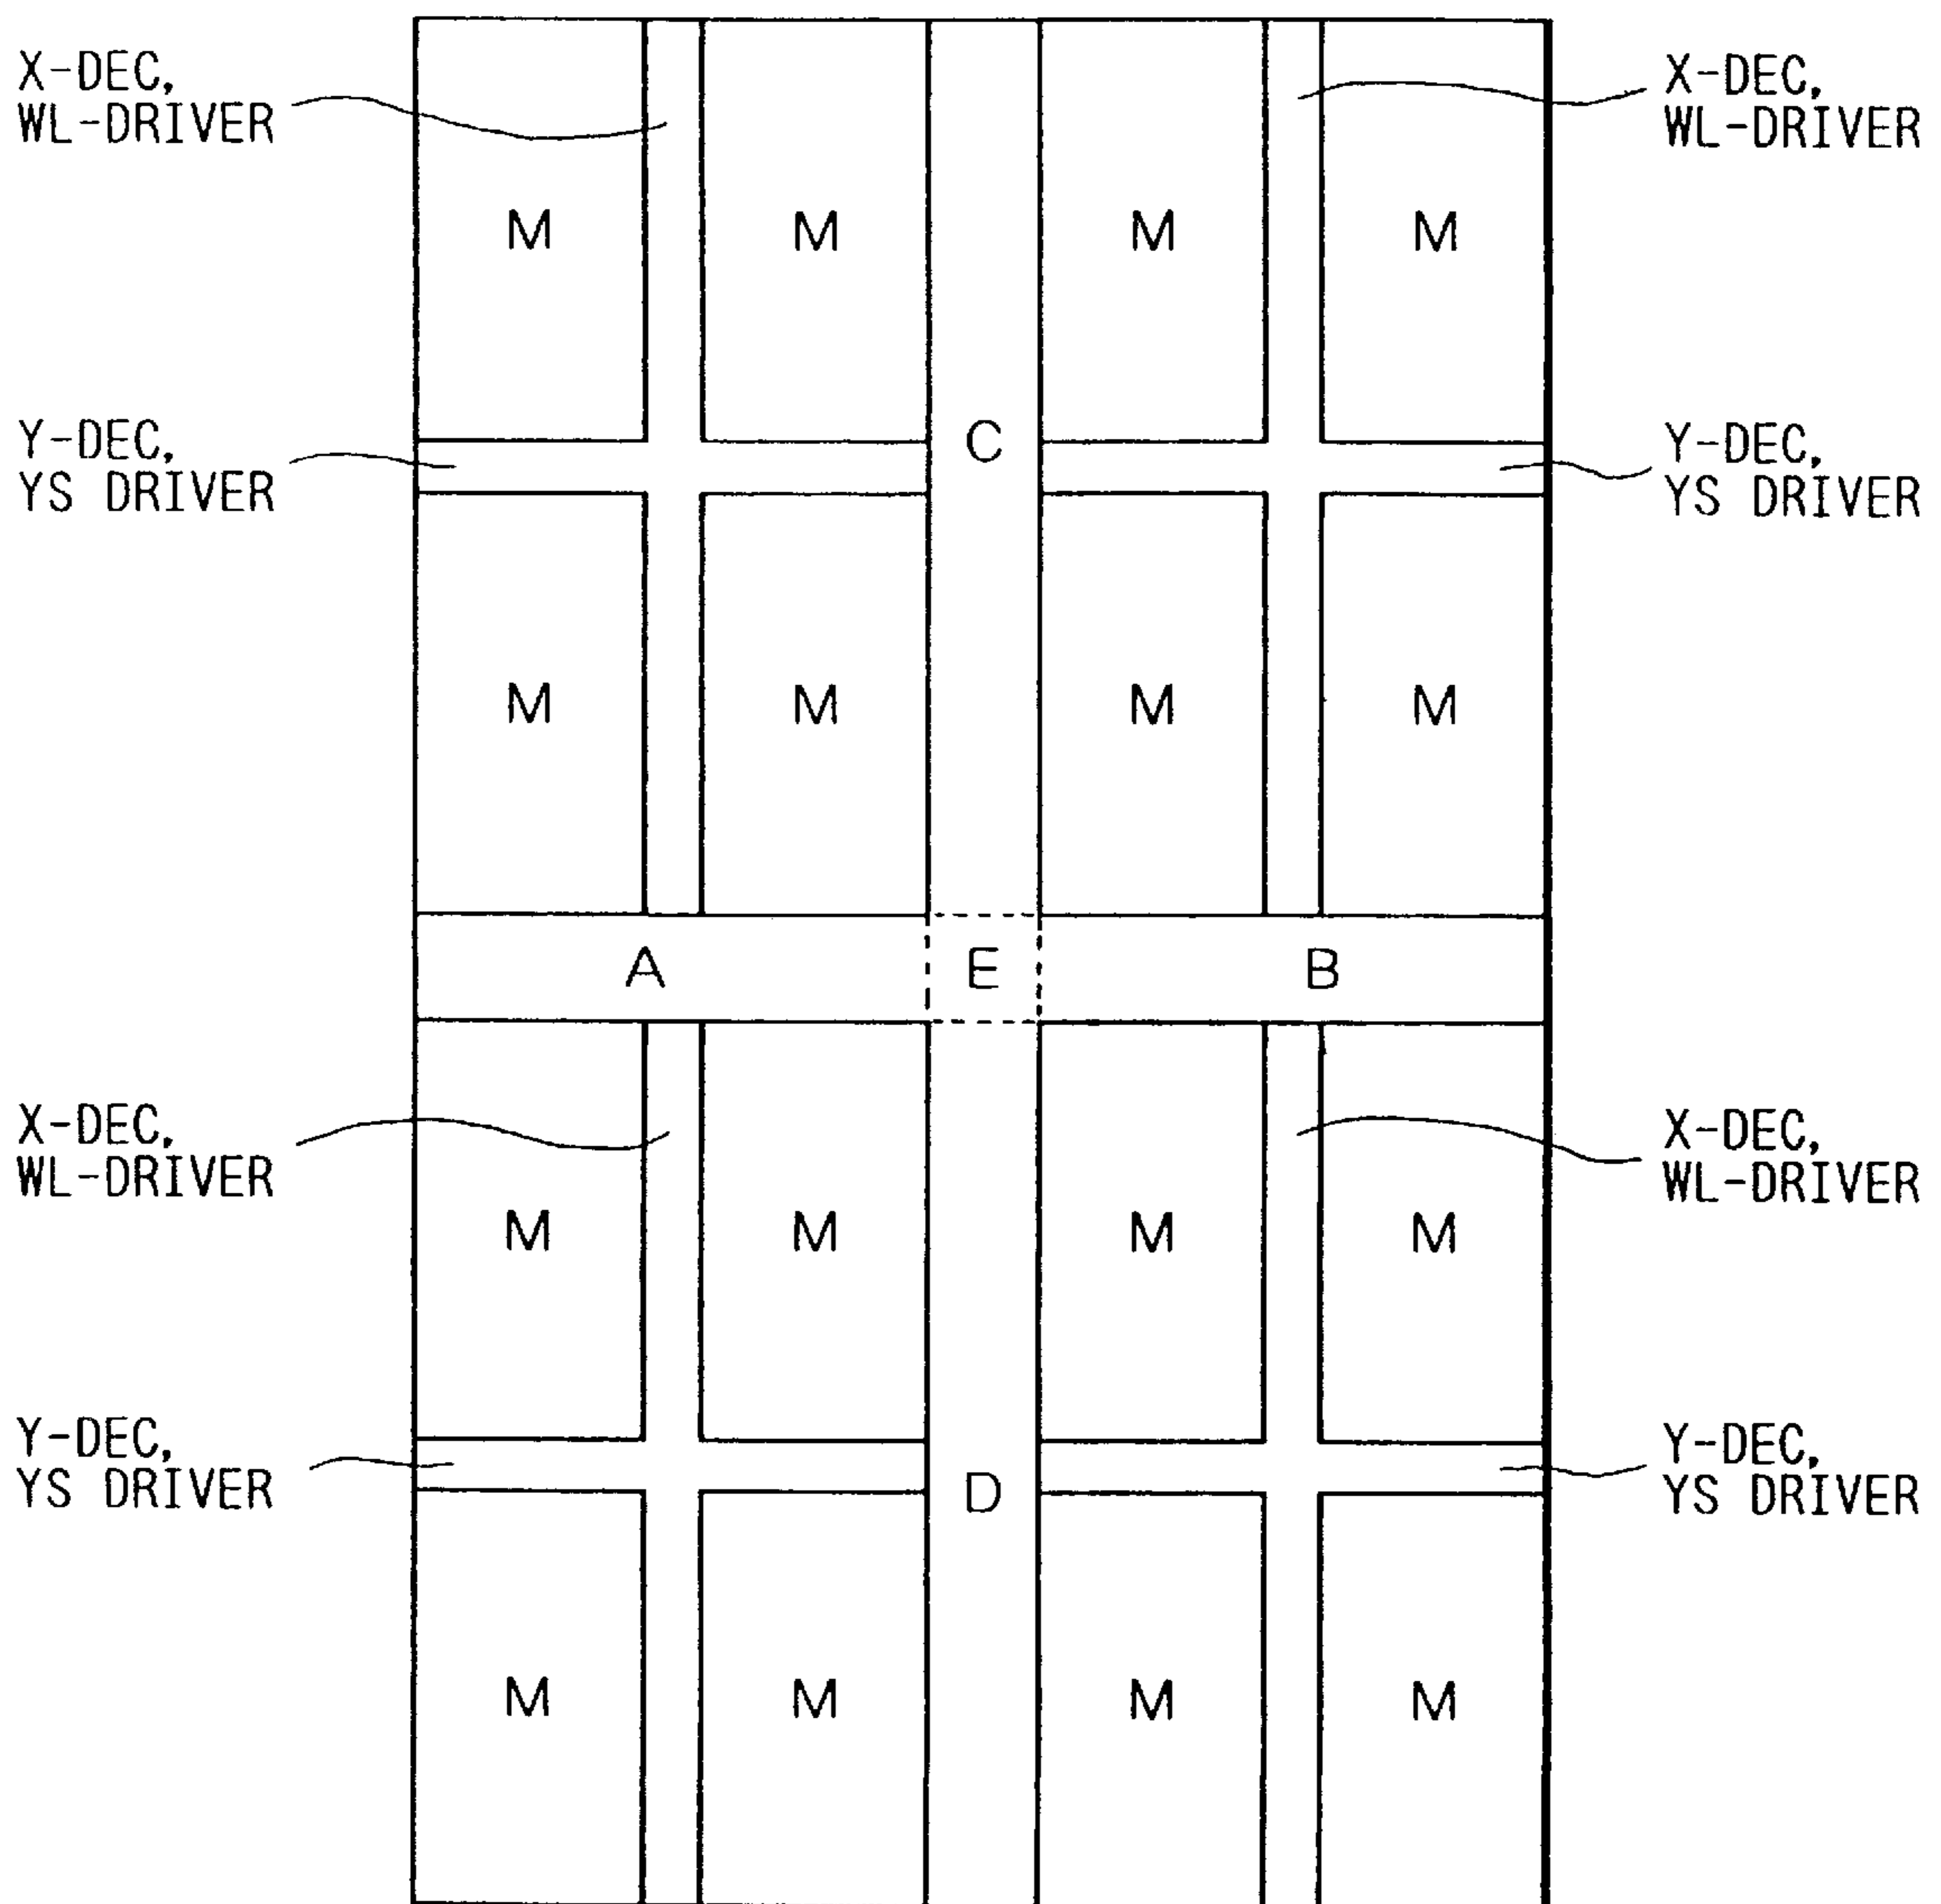 X-DEC,
WL-DRIVER
X-DEC,
WL-DRIVER
M M M M
Y-DEC,
YS DRIVER
C
Y-DEC,
YS DRIVER
M M M M
A E B
X-DEC,
WL-DRIVER
X-DEC,
WL-DRIVER
M M M M
Y-DEC,
YS DRIVER
D
Y-DEC,
YS DRIVER
M M M M